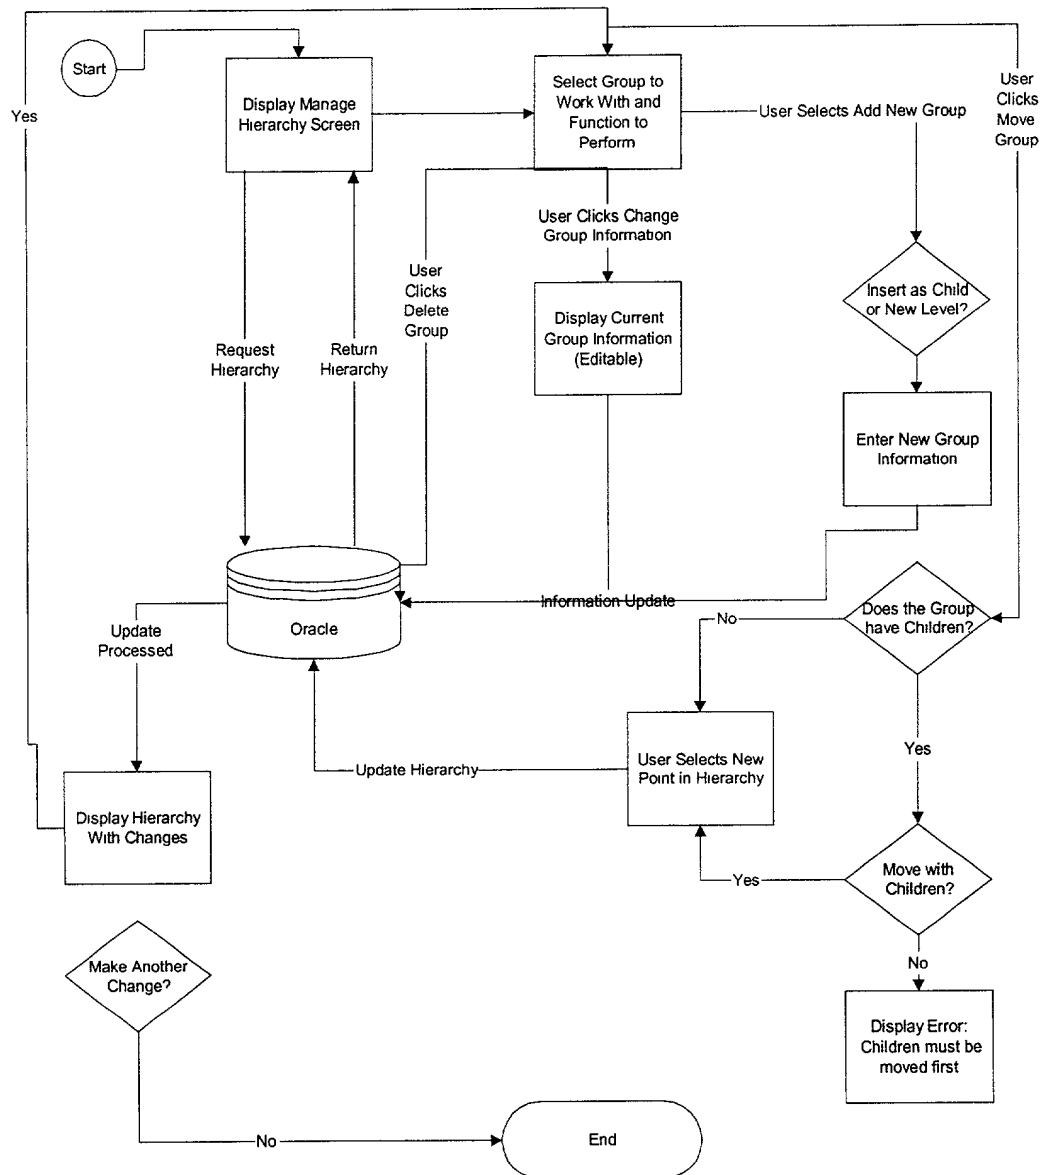 Start
Yes
Display Manage
Hierarchy Screen
Select Group to
Work With and
Function to
Perform
User Selects Add New Group
User
Clicks
Move
Group
User Clicks Change
Group Information
User
Clicks
Delete
Group
Insert as Child
or New Level?
Display Current
Group Information
(Editable)
Request
Hierarchy
Return
Hierarchy
Enter New Group
Information
Information Update
Oracle
Does the Group
have Children?
No
Update
Processed
Yes
User Selects New
Point in Hierarchy
Update Hierarchy
Display Hierarchy
With Changes
Move with
Children?
Yes
No
Make Another
Change?
Display Error:
Children must be
moved first
No
End